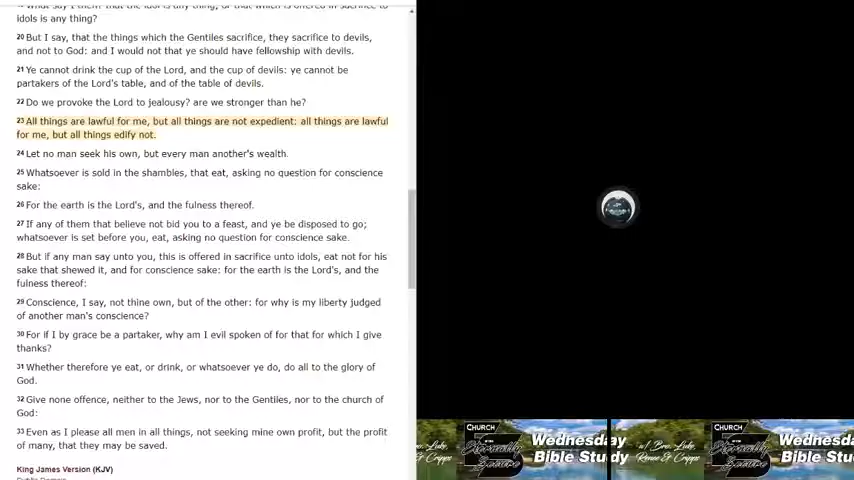 idols is any thing?
20 But I say, that the things which the Gentiles sacrifice, they sacrifice to devils,
and not to God: and I would not that ye should have fellowship with devils.
21 Ye cannot drink the cup of the Lord, and the cup of devils: ye cannot be
partakers of the Lord's table, and of the table of devils.
22 Do we provoke the Lord to jealousy? are we stronger than he?
23 All things are lawful for me, but all things are not expedient: all things are lawful
for me, but all things edify not.
24 Let no man seek his own, but every man another's wealth.
25 Whatsoever is sold in the shambles, that eat, asking no question for conscience
sake:
26 For the earth is the Lord's, and the fulness thereof.
27 If any of them that believe not bid you to a feast, and ye be disposed to go;
whatsoever is set before you, eat, asking no question for conscience sake.
28 But if any man say unto you, this is offered in sacrifice unto idols, eat not for his
sake that shewed it, and for conscience sake: for the earth is the Lord's, and the
fulness thereof:
29 Conscience, I say, not thine own, but of the other: for why is my liberty judged
of another man's conscience?
30 For if I by grace be a partaker, why am I evil spoken of for that for which I give
thanks?
31 Whether therefore ye eat, or drink, or whatsoever ye do, do all to the glory of
God.
32 Give none offence, neither to the Jews, nor to the Gentiles, nor to the church of
God:
33 Even as I please all men in all things, not seeking mine own profit, but the profit
of many, that they may be saved.
King James Version (KJV)
CHURCH
Eternally
Secure
Wednesday
Bible Study
w/ Bro. Luke,
Renee & Cripps
CHURCH
Eternally
Secure
Wednesday
Bible Stu